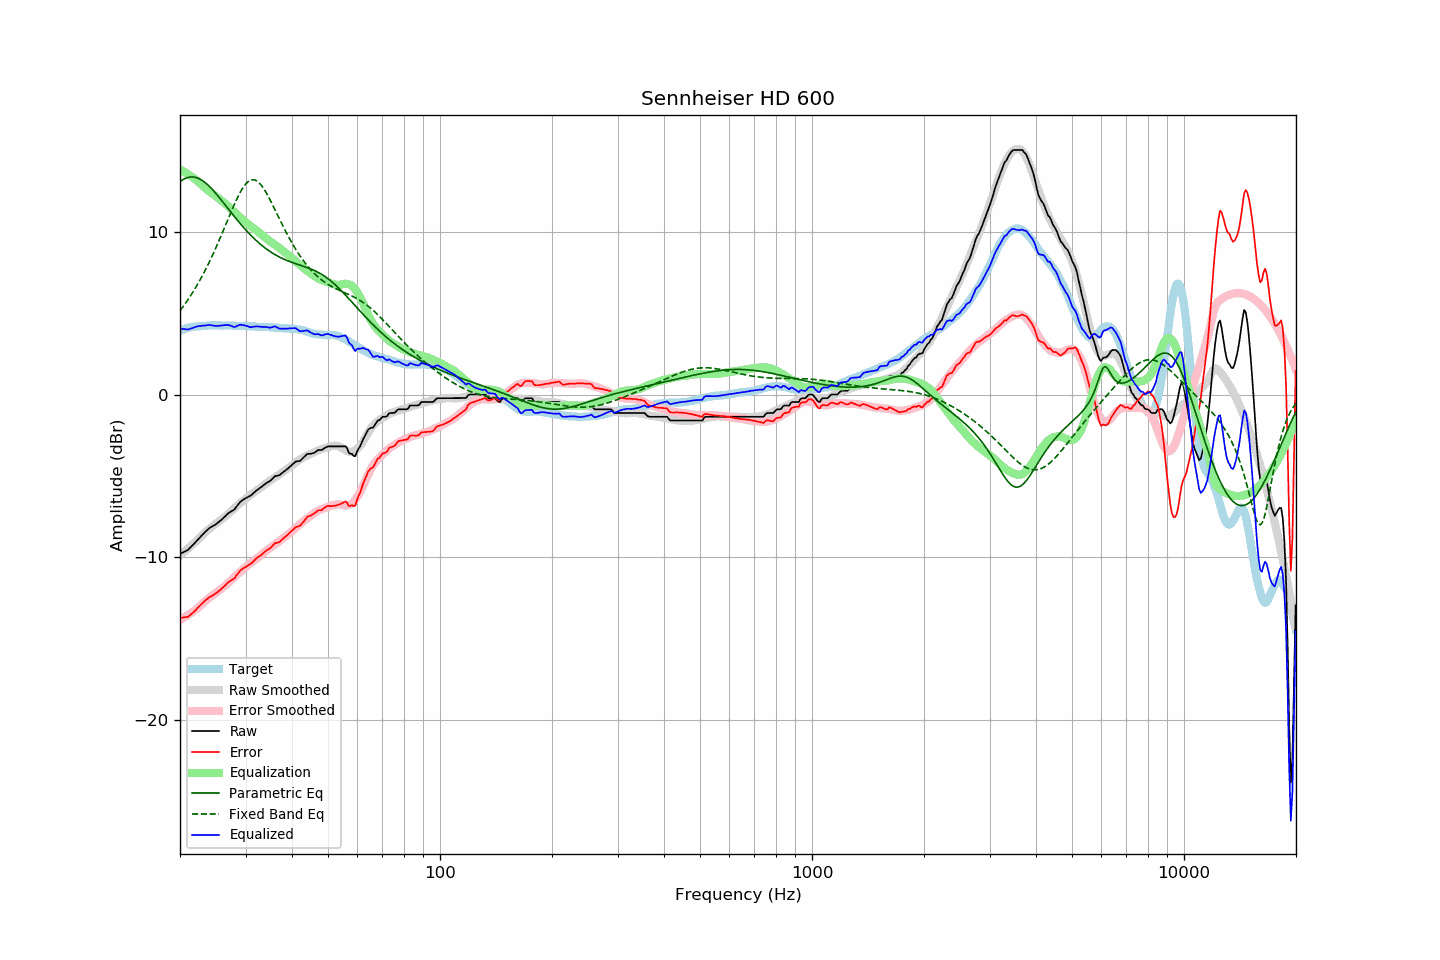 Sennheiser HD 600
Amplitude (dBr)
10
0
−10
−20
Target
Raw Smoothed
Error Smoothed
Raw
Error
Equalization
Parametric Eq
Fixed Band Eq
Equalized
100
1000
10000
Frequency (Hz)